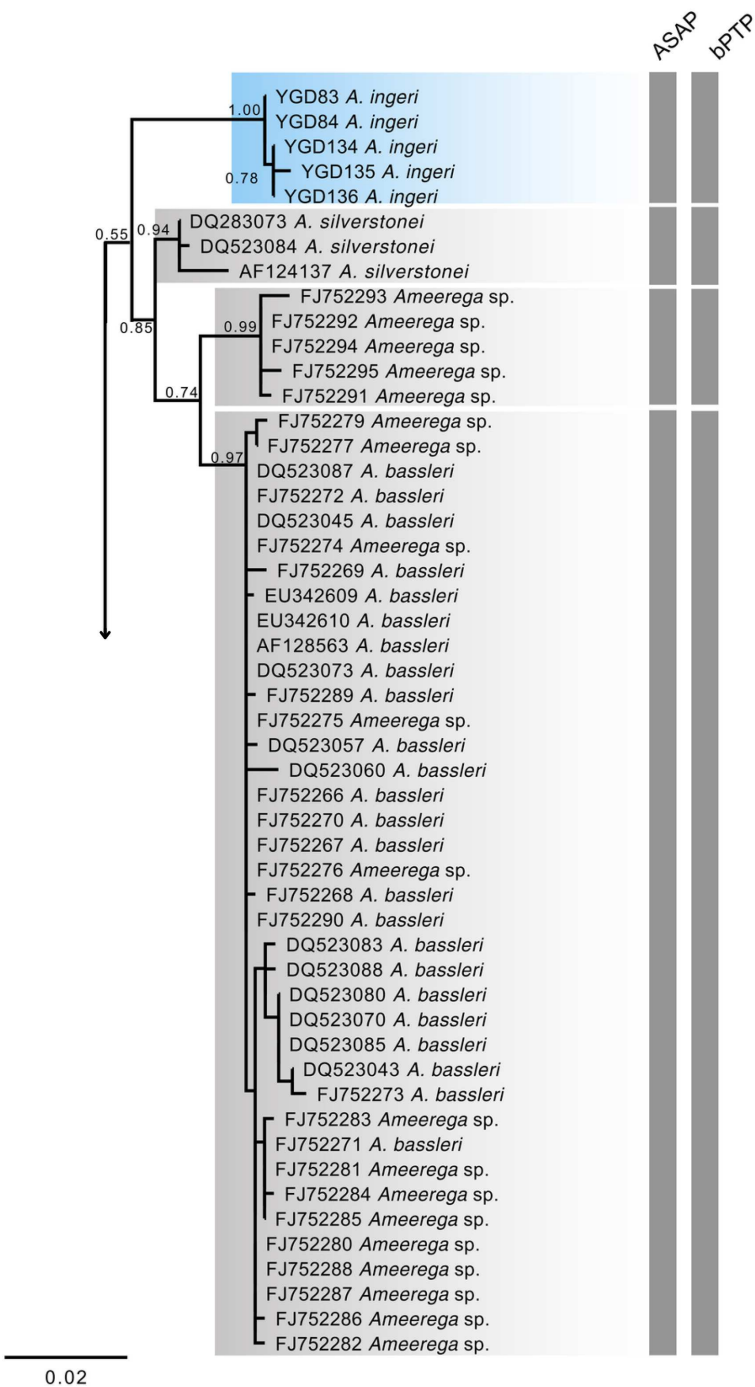 ASAP bPTP
1.00
YGD83 A. ingeri
YGD84 A. ingeri
YGD134 A. ingeri
0.78
YGD135 A. ingeri
YGD136 A. ingeri
0.55
0.94
DQ283073 A. silverstonei
DQ523084 A. silverstonei
AF124137 A. silverstonei
0.85
0.99
FJ752293 Ameerega sp.
FJ752292 Ameerega sp.
FJ752294 Ameerega sp.
FJ752295 Ameerega sp.
FJ752291 Ameerega sp.
0.74
0.97
FJ752279 Ameerega sp.
FJ752277 Ameerega sp.
DQ523087 A. bassleri
FJ752272 A. bassleri
DQ523045 A. bassleri
FJ752274 Ameerega sp.
FJ752269 A. bassleri
EU342609 A. bassleri
EU342610 A. bassleri
AF128563 A. bassleri
DQ523073 A. bassleri
FJ752289 A. bassleri
FJ752275 Ameerega sp.
DQ523057 A. bassleri
DQ523060 A. bassleri
FJ752266 A. bassleri
FJ752270 A. bassleri
FJ752267 A. bassleri
FJ752276 Ameerega sp.
FJ752268 A. bassleri
FJ752290 A. bassleri
DQ523083 A. bassleri
DQ523088 A. bassleri
DQ523080 A. bassleri
DQ523070 A. bassleri
DQ523085 A. bassleri
DQ523043 A. bassleri
FJ752273 A. bassleri
FJ752283 Ameerega sp.
FJ752271 A. bassleri
FJ752281 Ameerega sp.
FJ752284 Ameerega sp.
FJ752285 Ameerega sp.
FJ752280 Ameerega sp.
FJ752288 Ameerega sp.
FJ752287 Ameerega sp.
FJ752286 Ameerega sp.
FJ752282 Ameerega sp.
0.02